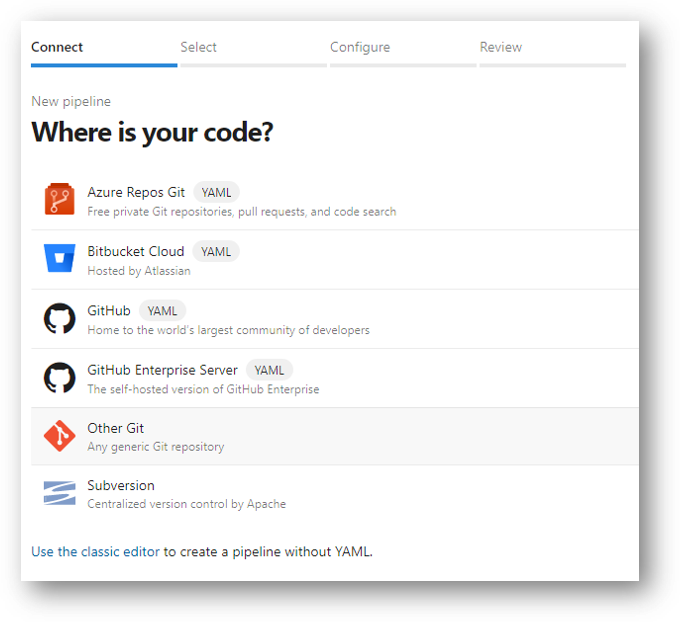 Connect Select Configure Review
New pipeline
Where is your code?
Azure Repos Git YAML
Free private Git repositories, pull requests, and code search
Bitbucket Cloud YAML
Hosted by Atlassian
GitHub YAML
Home to the world's largest community of developers
GitHub Enterprise Server YAML
The self-hosted version of GitHub Enterprise
Other Git
Any generic Git repository
Subversion
Centralized version control by Apache
Use the classic editor to create a pipeline without YAML.